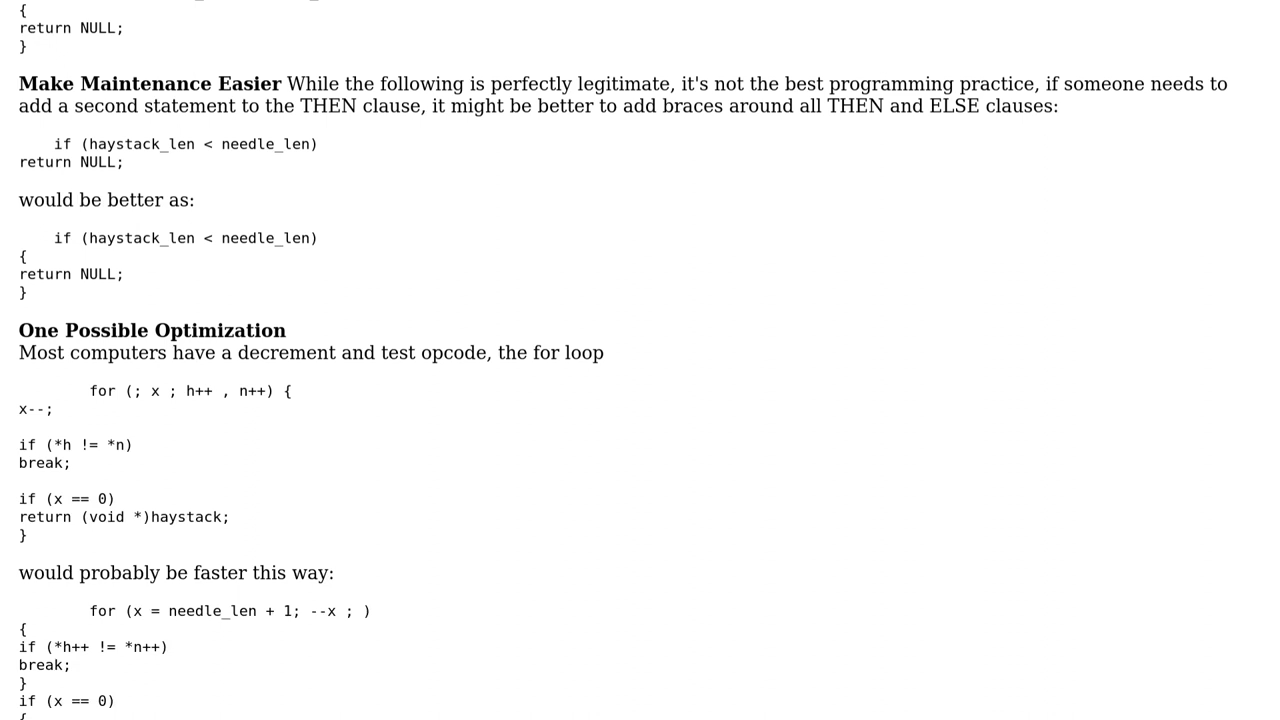 {
return NULL;
}
Make Maintenance Easier While the following is perfectly legitimate, it's not the best programming practice, if someone needs to
add a second statement to the THEN clause, it might be better to add braces around all THEN and ELSE clauses:
if (haystack_len < needle_len)
return NULL;
would be better as:
if (haystack_len < needle_len)
{
return NULL;
}
One Possible Optimization
Most computers have a decrement and test opcode, the for loop
for (; x ; h++ , n++) {
x--;
if (*h != *n)
break;
if (x == 0)
return (void *)haystack;
}
would probably be faster this way:
for (x = needle_len + 1; --x ; )
{
if (*h++ != *n++)
break;
}
if (x == 0)
{